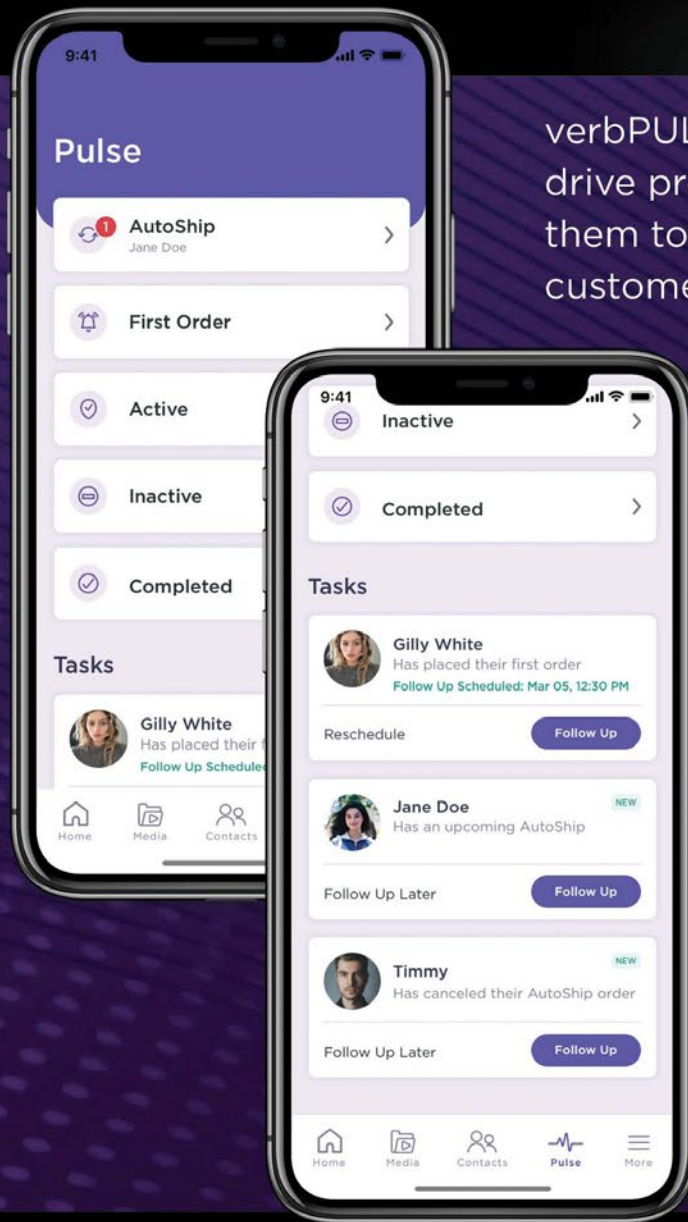 9:41
Pulse
1
AutoShip
Jane Doe
First Order
Active
Inactive
Completed
Tasks
Gilly White
Has placed their
Follow Up
Home
Media
Contacts
drive
them to
9:41
Inactive
Completed
Tasks
Gilly White
Has placed their first order
Follow Up Scheduled: Mar 05, 12:30 PM
Reschedule
Follow Up
Jane Doe
NEW
Has an upcoming AutoShip
Follow Up Later
Follow Up
Timmy
NEW
Has canceled their AutoShip order
Follow Up Later
Follow Up
Home
Media
Contacts
Pulse
More